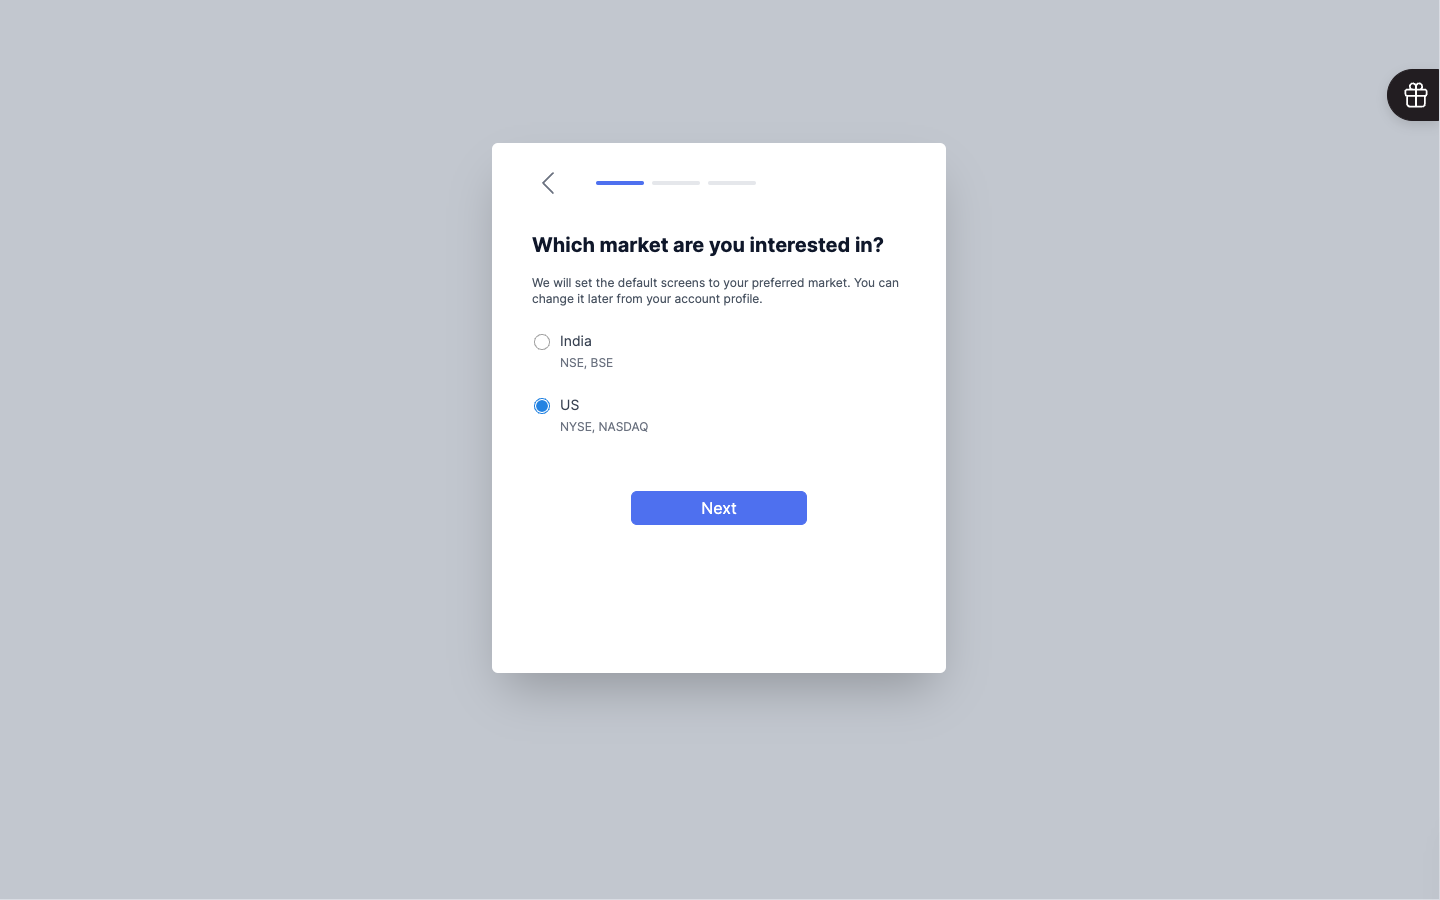 Which market are you interested in?
We will set the default screens to your preferred market. You can
change it later from your account profile.
India
NSE, BSE
US
NYSE, NASDAQ
Next